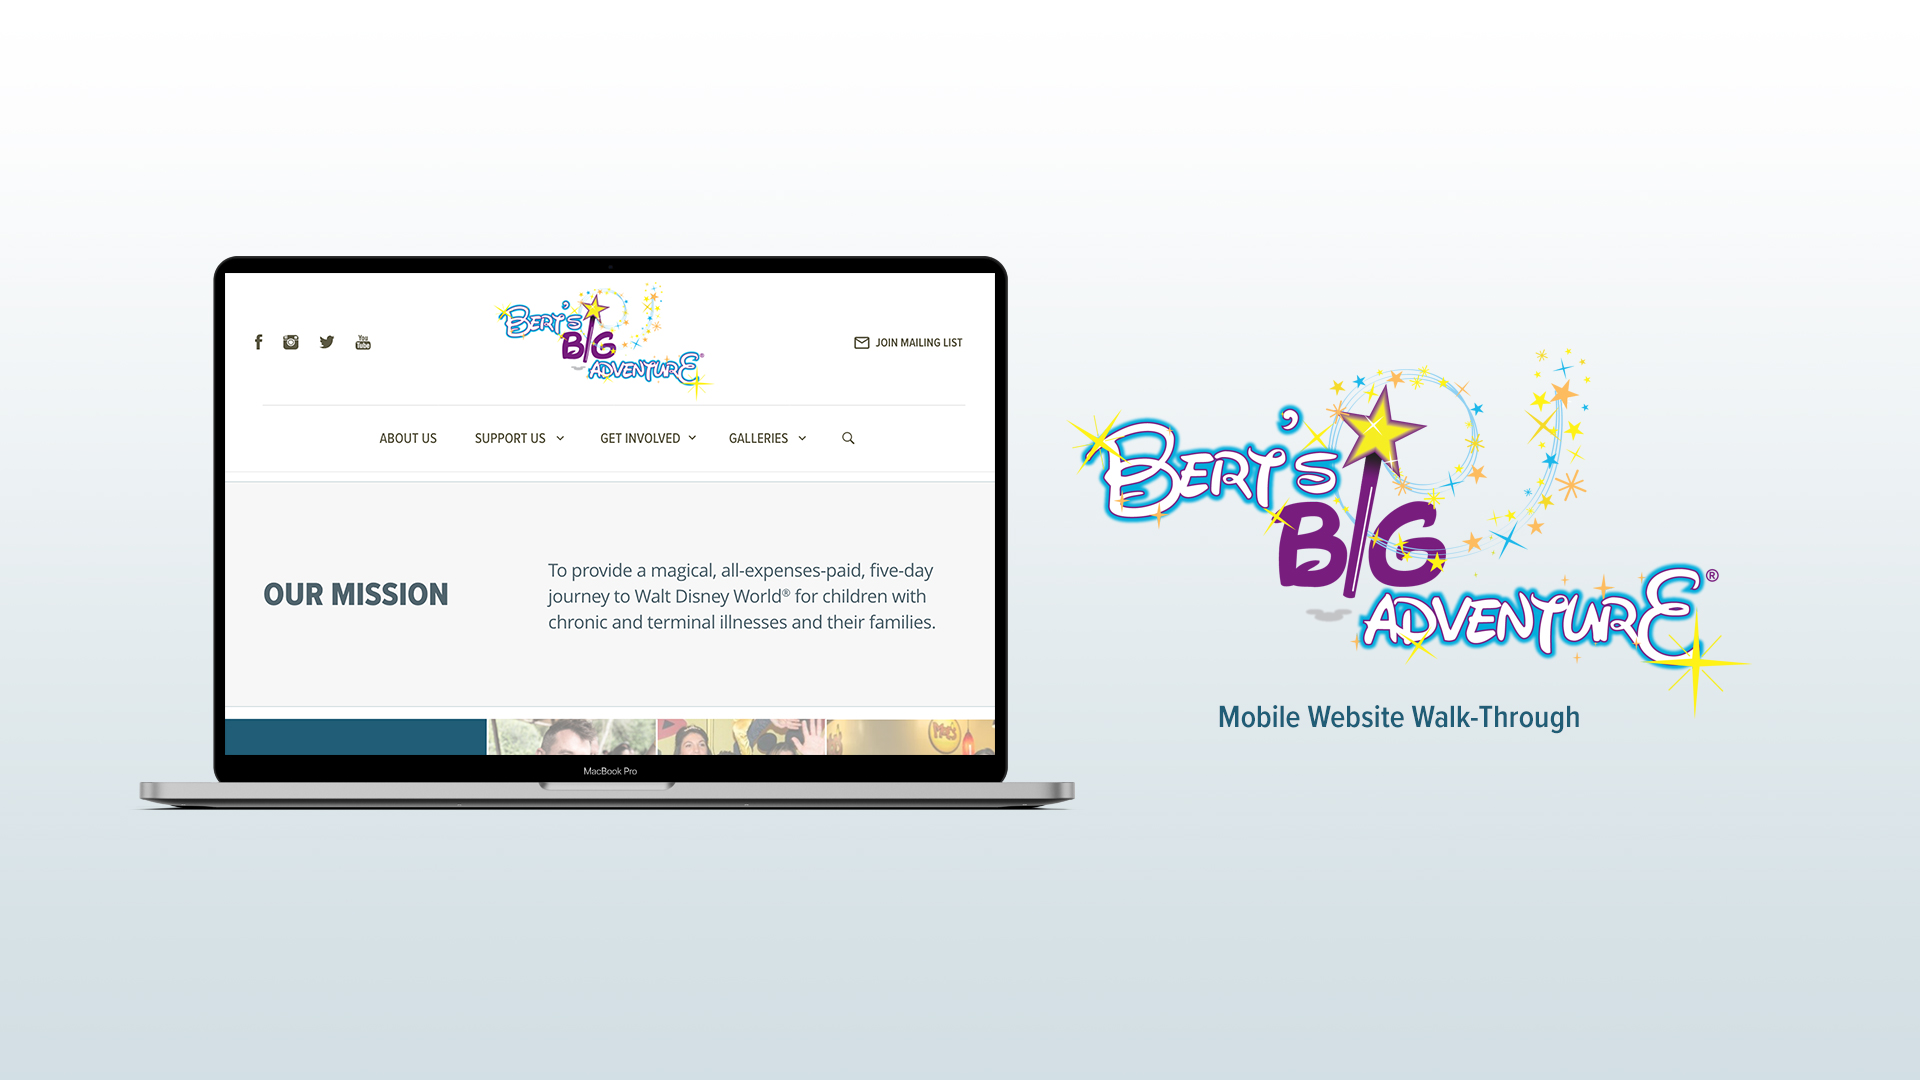 BERT'S
BIG
ADVENTURE®
JOIN MAILING LIST
ABOUT US
SUPPORT US
GET INVOLVED
GALLERIES
OUR MISSION
To provide a magical, all-expenses-paid, five-day
journey to Walt Disney World® for children with
chronic and terminal illnesses and their families.
MacBook Pro
BERT'S
BIG
ADVENTURE®
Mobile Website Walk-Through